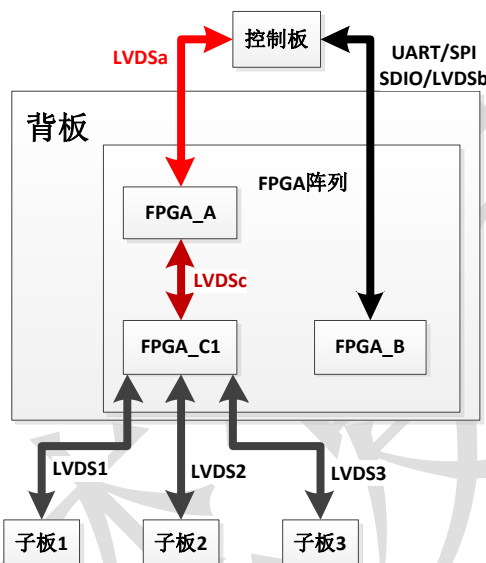 控制板
LVDSa
UART/SPI
SDIO/LVDSb
背板
FPGA阵列
FPGA_A
LVDSc
FPGA_C1
FPGA_B
LVDS1
LVDS2
LVDS3
子板1
子板2
子板3